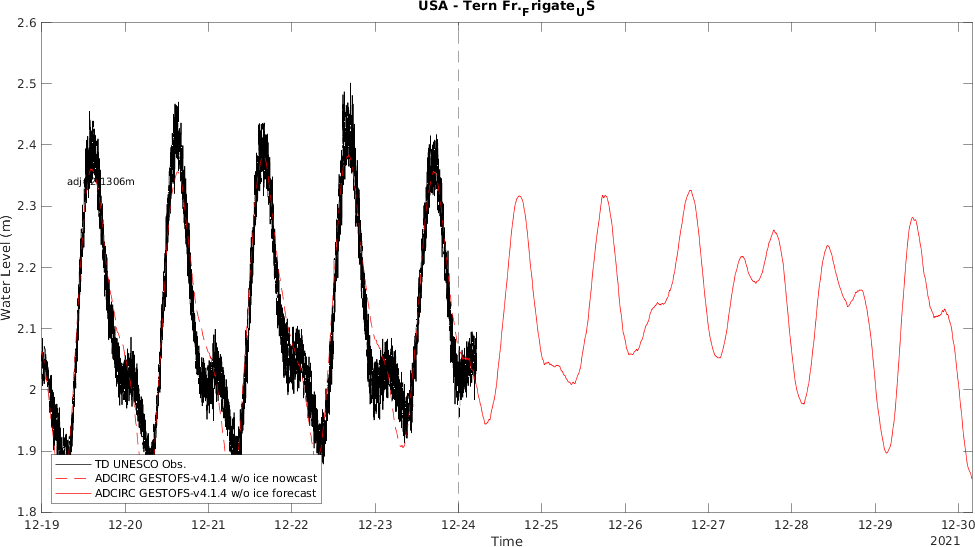 USA - Tern Fr.FrigateUS
2.6
2.5
2.4
2.3
2.2
2.1
2
1.9
1.8
Water Level (m)
TD UNESCO Obs.
ADCIRC GESTOFS-v4.1.4 w/o ice nowcast
ADCIRC GESTOFS-v4.1.4 w/o ice forecast
12-19 12-20 12-21 12-22 12-23 12-24 12-25 12-26 12-27 12-28 12-29 12-30
Time
2021